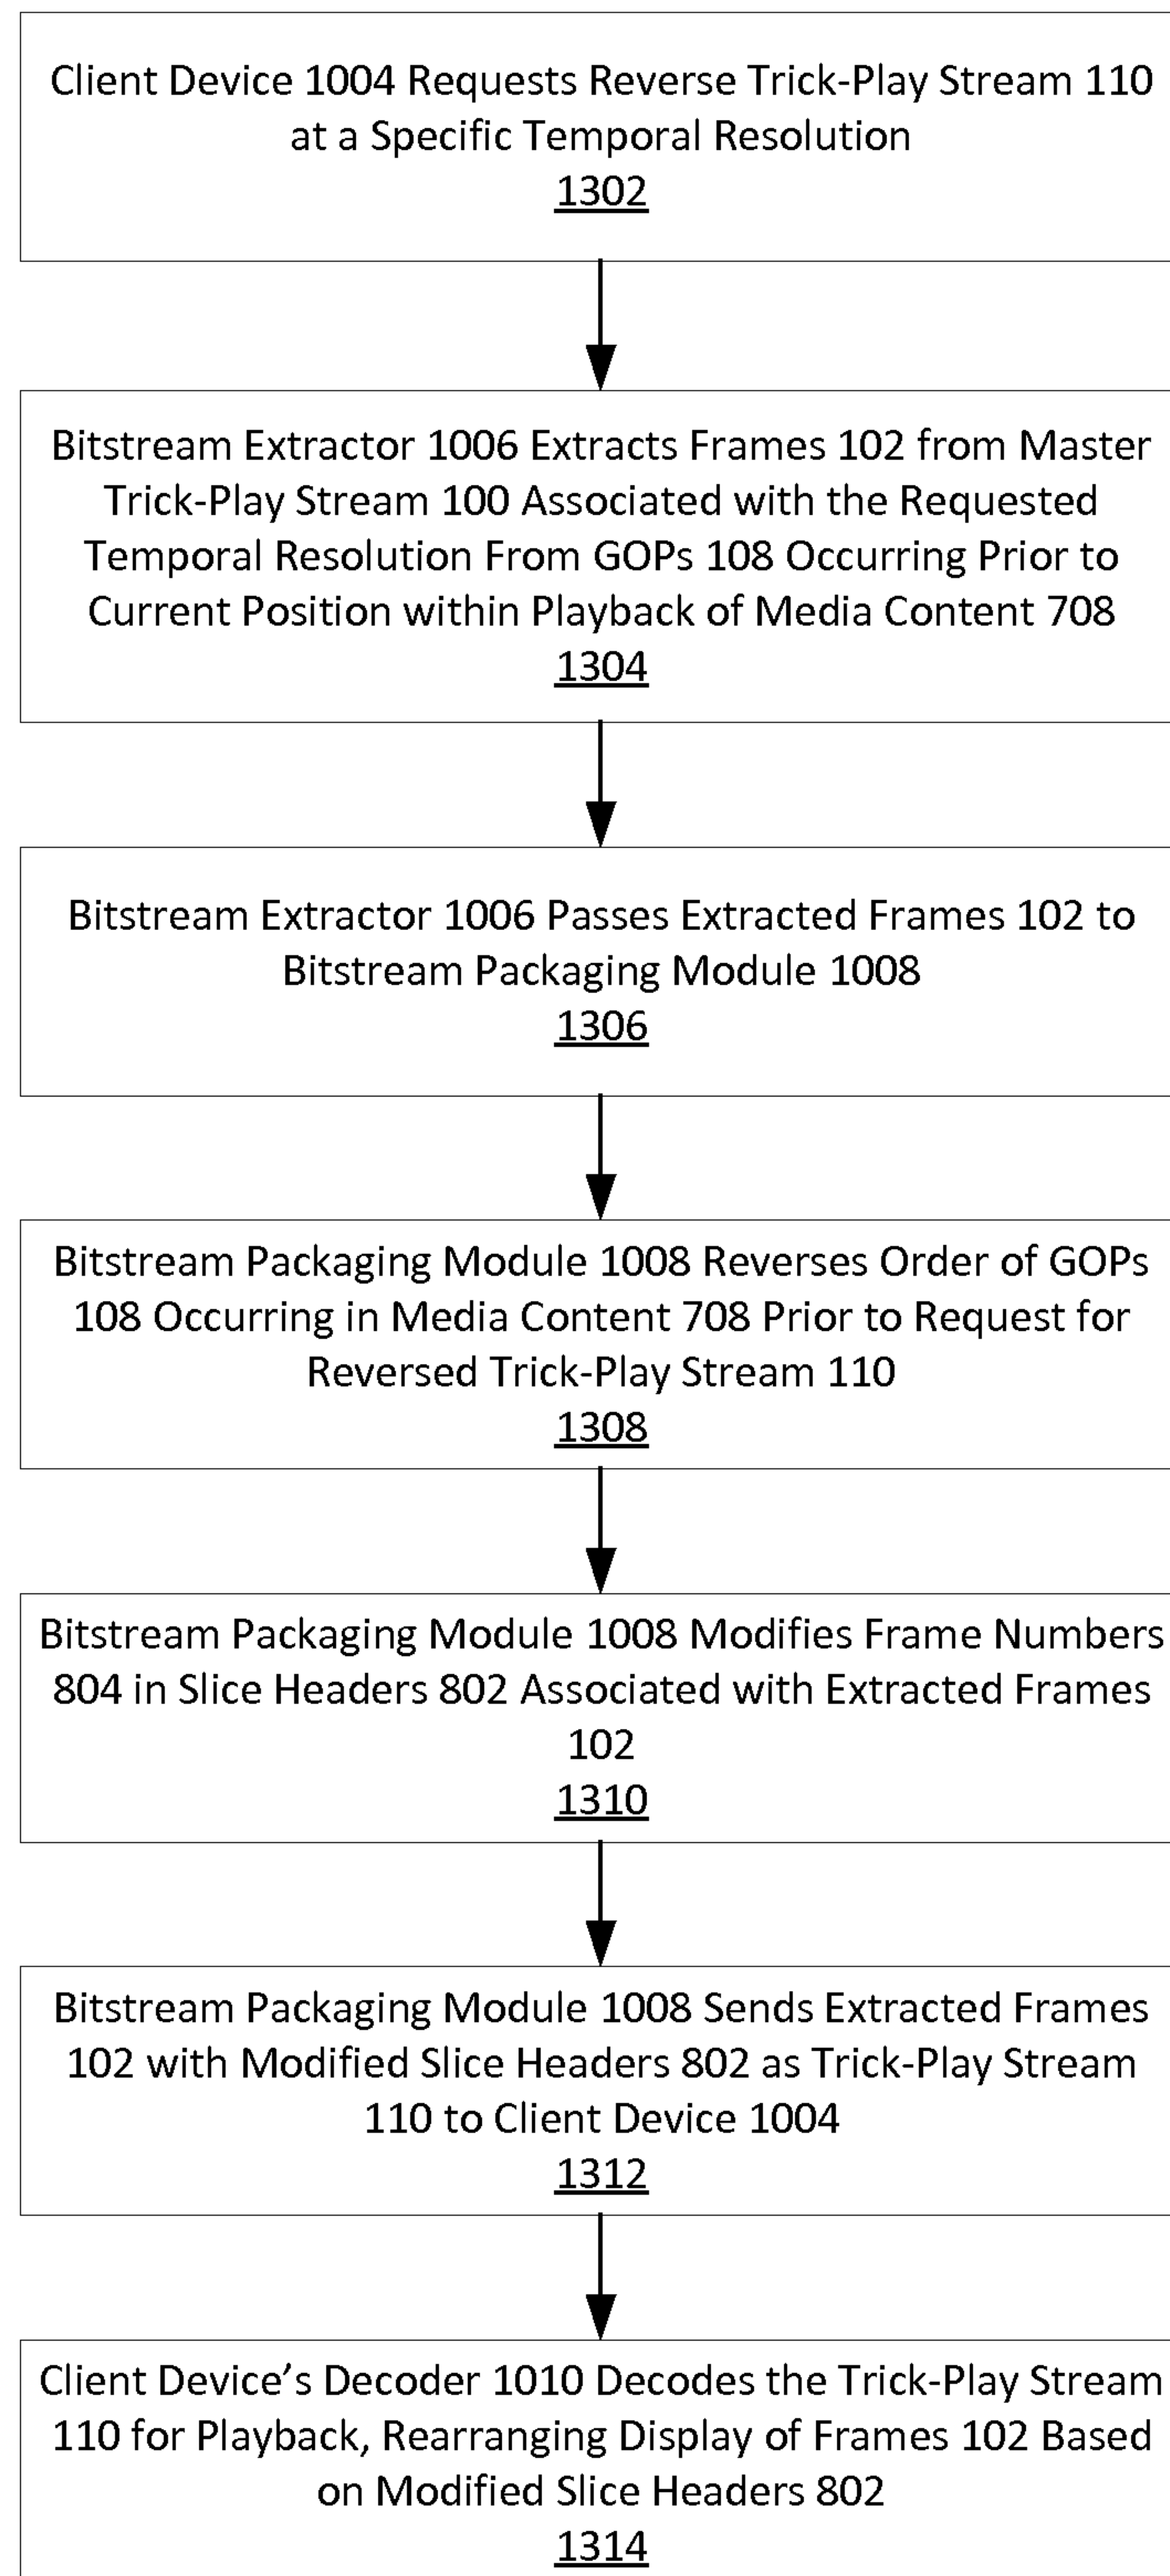 Client Device 1004 Requests Reverse Trick-Play Stream 110
at a Specific Temporal Resolution
1302
Bitstream Extractor 1006 Extracts Frames 102 from Master
Trick-Play Stream 100 Associated with the Requested
Temporal Resolution From GOPs 108 Occurring Prior to
Current Position within Playback of Media Content 708
1304
Bitstream Extractor 1006 Passes Extracted Frames 102 to
Bitstream Packaging Module 1008
1306
Bitstream Packaging Module 1008 Reverses Order of GOPs
108 Occurring in Media Content 708 Prior to Request for
Reversed Trick-Play Stream 110
1308
Bitstream Packaging Module 1008 Modifies Frame Numbers
804 in Slice Headers 802 Associated with Extracted Frames
102
1310
Bitstream Packaging Module 1008 Sends Extracted Frames
102 with Modified Slice Headers 802 as Trick-Play Stream
110 to Client Device 1004
1312
Client Device’s Decoder 1010 Decodes the Trick-Play Stream
110 for Playback, Rearranging Display of Frames 102 Based
on Modified Slice Headers 802
1314